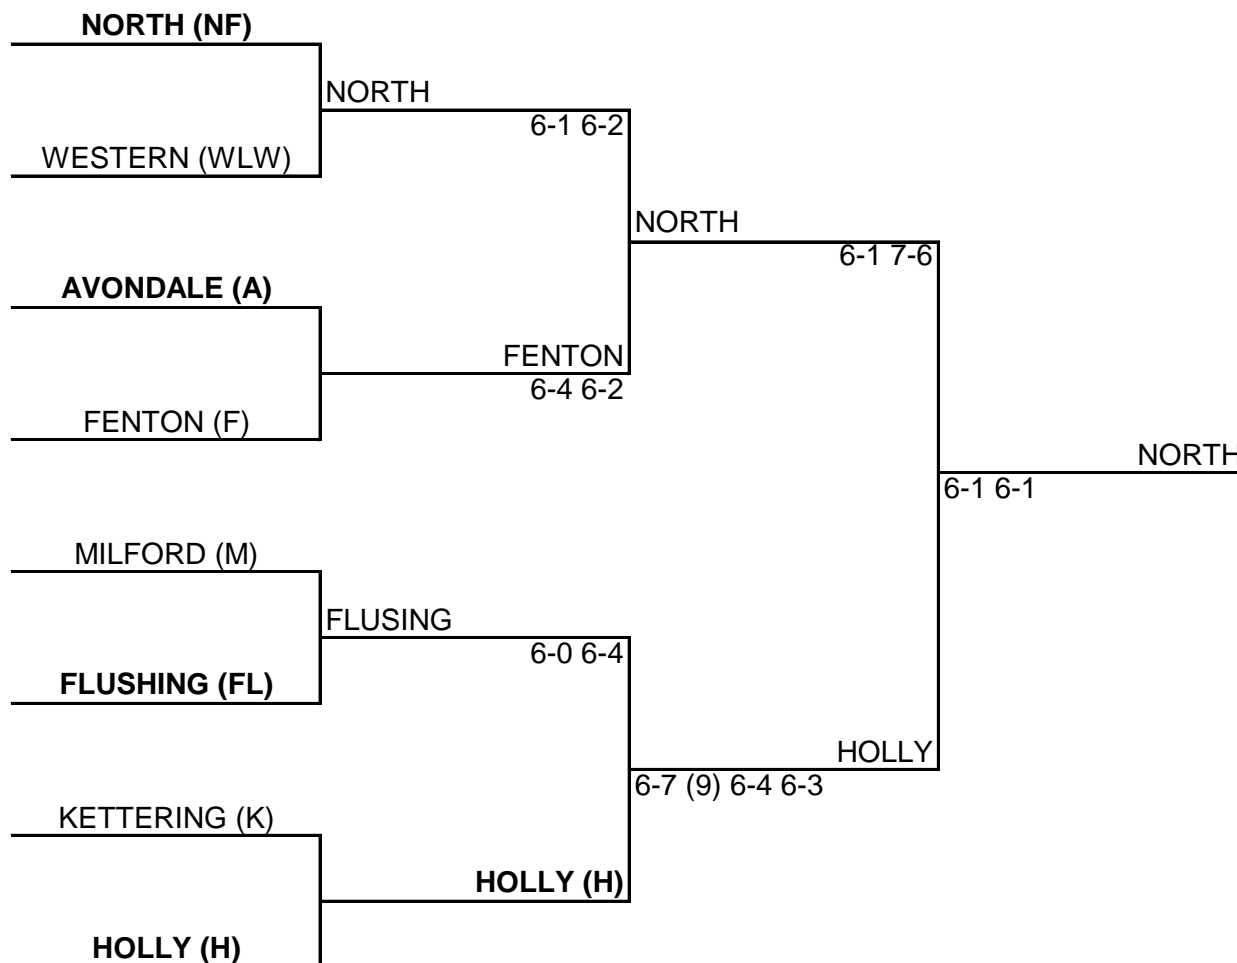 NORTH (NF)
NORTH
6-1 6-2
WESTERN (WLW)
NORTH
6-1 7-6
AVONDALE (A)
FENTON
6-4 6-2
FENTON (F)
NORTH
6-1 6-1
MILFORD (M)
FLUSING
6-0 6-4
FLUSHING (FL)
HOLLY
6-7 (9) 6-4 6-3
KETTERING (K)
HOLLY (H)
HOLLY (H)